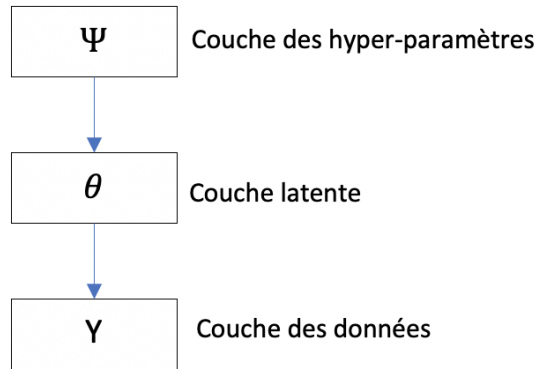 Ψ Couche des hyper-paramètres
θ Couche latente
Y Couche des données